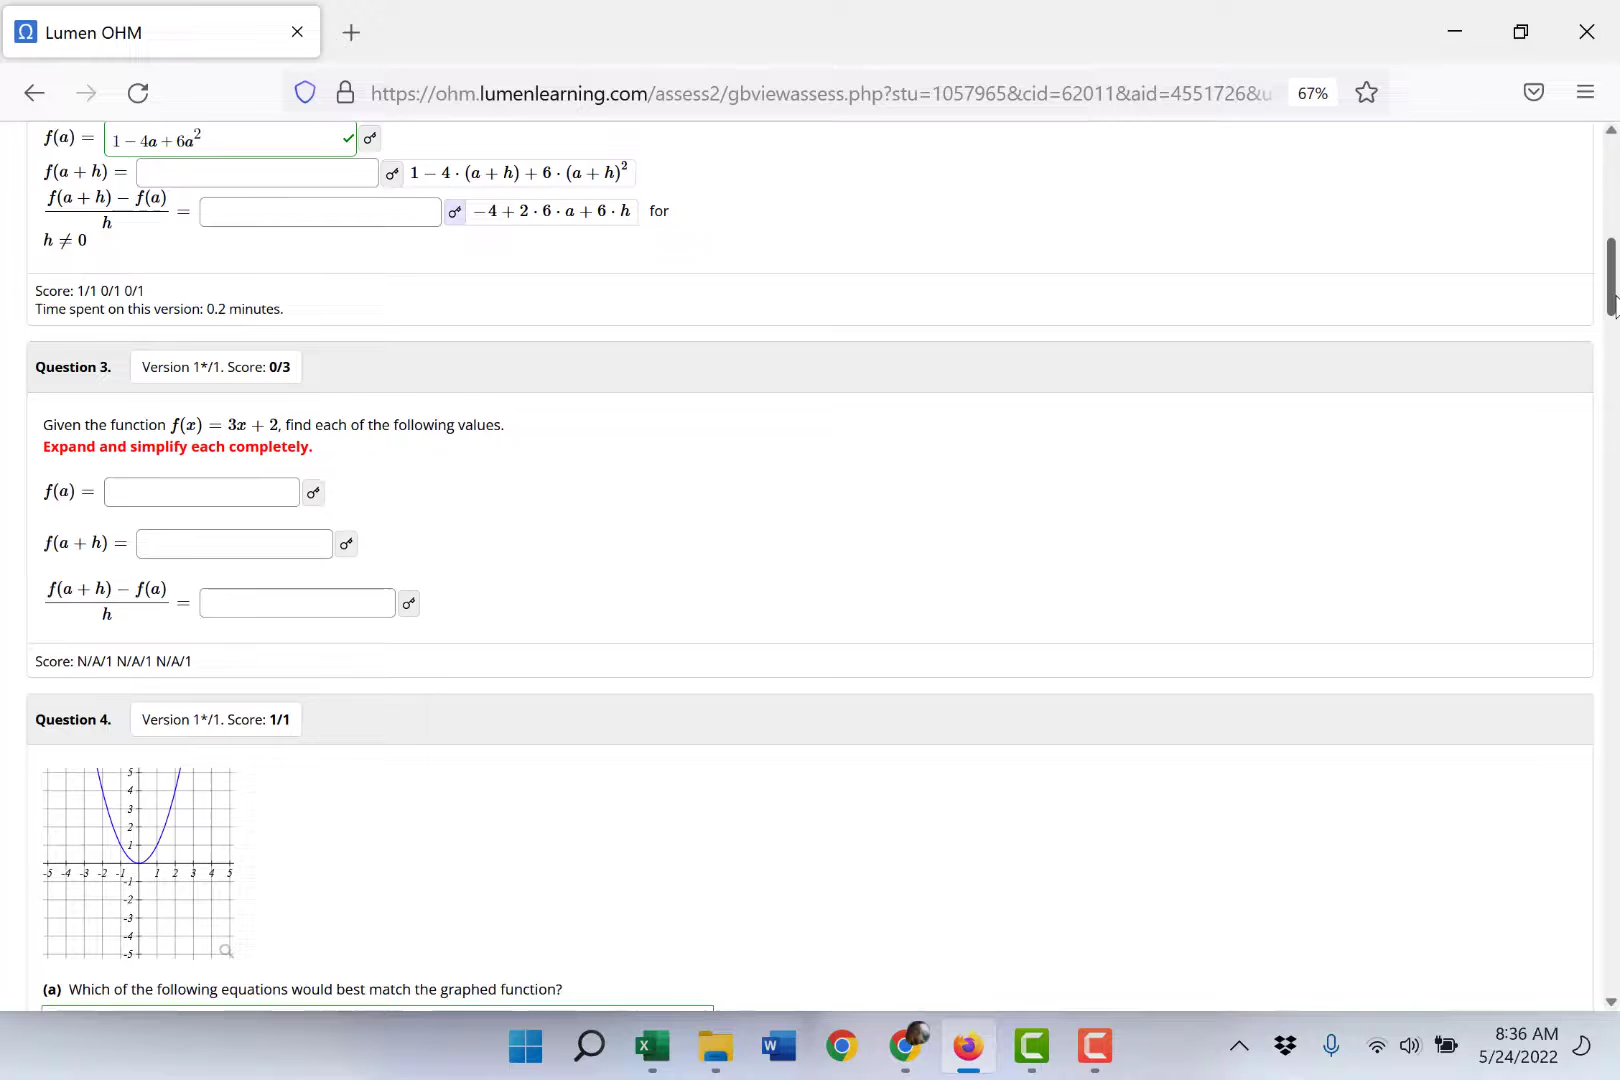 Lumen OHM
https://ohm.lumenlearning.com/assess2/gbviewassess.php?stu=1057965&cid=62011&aid=4551726&u
67%
f(a) = 1 − 4a + 6a²
f(a + h) = 1 − 4 · (a + h) + 6 · (a + h)²
f(a + h) − f(a)
h
= −4 + 2 · 6 · a + 6 · h for
h ≠ 0
Score: 1/1 0/1 0/1
Time spent on this version: 0.2 minutes.
Question 3. Version 1*/1. Score: 0/3
Given the function f(x) = 3x + 2, find each of the following values.
Expand and simplify each completely.
f(a) =
f(a + h) =
f(a + h) − f(a)
h
=
Score: N/A/1 N/A/1 N/A/1
Question 4. Version 1*/1. Score: 1/1
5
4
3
2
1
-5 -4 -3 -2 -1 1 2 3 4 5
-1
-2
-3
-4
-5
(a) Which of the following equations would best match the graphed function?
8:36 AM
5/24/2022